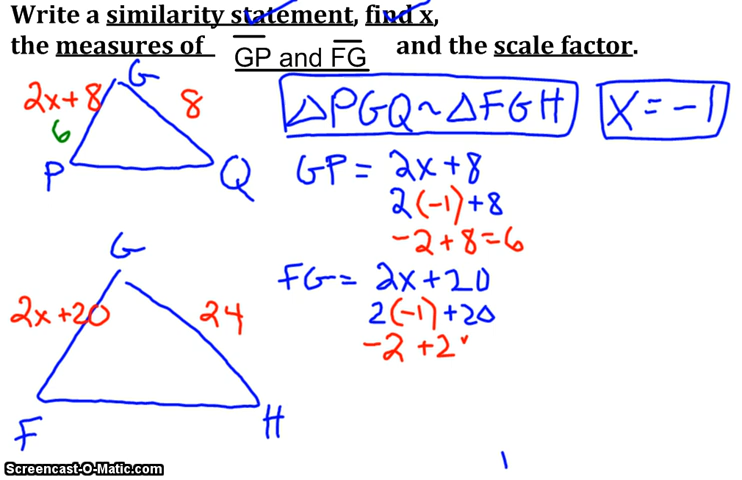 Write a similarity statement, find x,
the measures of GP and FG and the scale factor.
G
2x+8
8
6
P
Q
△PGQ~△FGH
X=-1
GP=2x+8
2(-1)+8
-2+8=6
G
2x+20
24
F
H
FG=2x+20
2(-1)+20
-2+2
Screencast-O-Matic.com